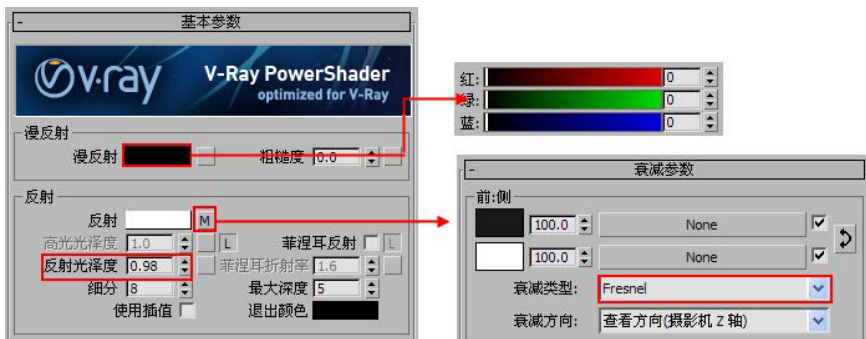 - 基本参数
v·ray V-Ray PowerShader
optimized for V-Ray
漫反射
漫反射 粗糙度 0.0
反射
反射 M
高光光泽度 1.0 L 菲涅耳反射 L
反射光泽度 0.98 菲涅耳折射率 1.6
细分 8 最大深度 5
使用插值 退出颜色
红: 0
绿: 0
蓝: 0
- 衰减参数
前:侧
100.0 None
100.0 None
衰减类型: Fresnel
衰减方向: 查看方向(摄影机 Z 轴)